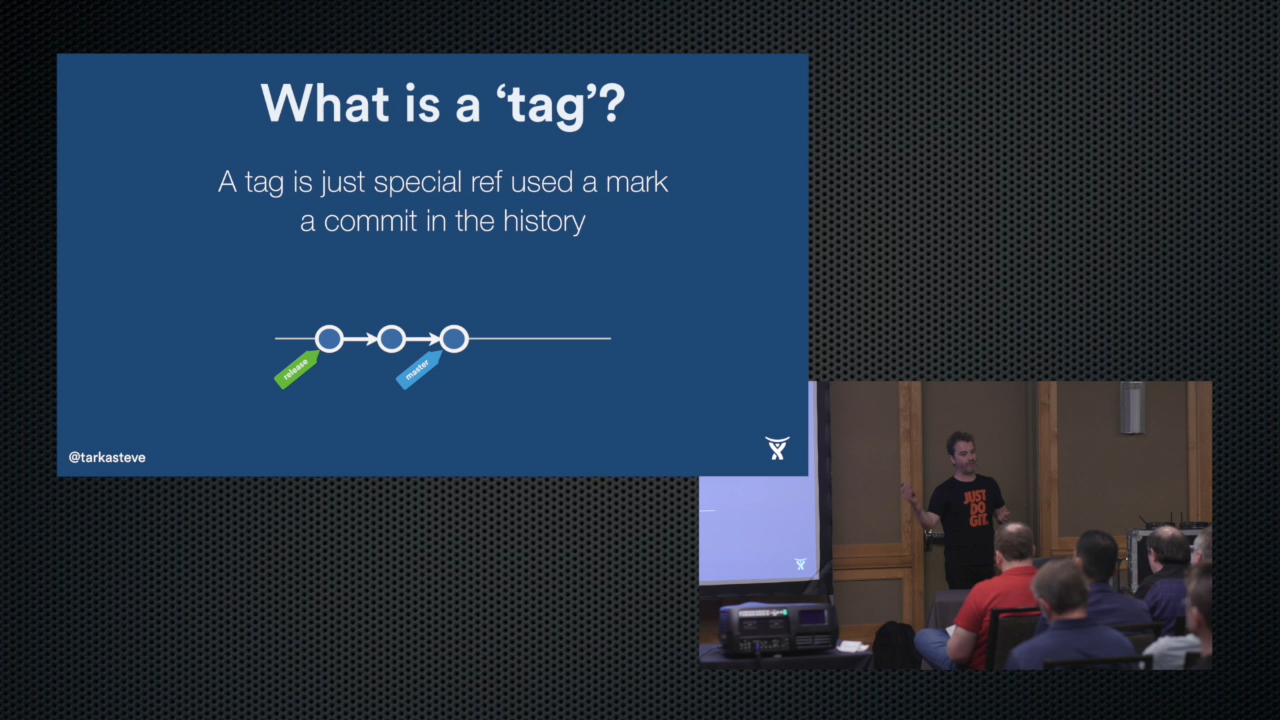 What is a ‘tag’?
A tag is just special ref used a mark
a commit in the history
release
master
@tarkasteve
JUST
DO
GIT.